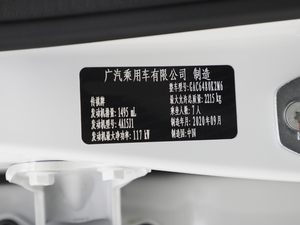 广汽乘用车有限公司 制造
整车型号:GAC6480K2M6
传祺牌 最大允许总质量:2215 kg
发动机排量:1495 mL 乘坐人数:7 人
发动机型号:4A15J1 制造年月:2020年09月
发动机最大净功率:117 kW 制造国:中国